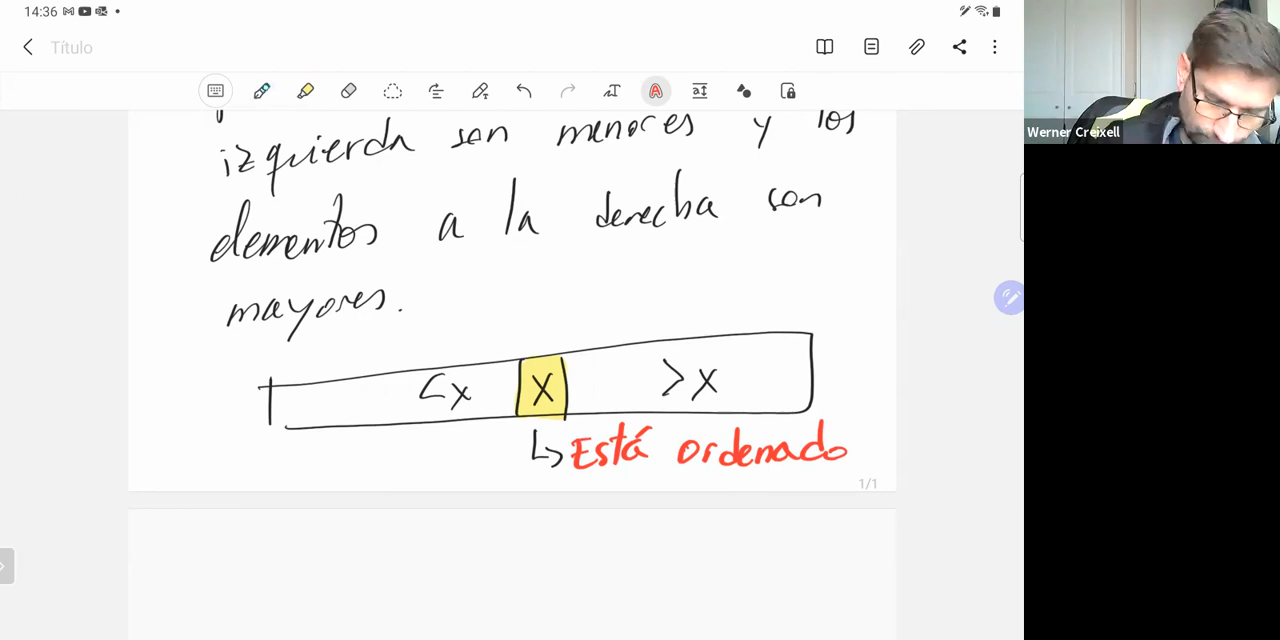 14:36
Título
izquierda son menores y los
elementos a la derecha son
mayores.
<x x >x
↳ Está ordenado
1/1
Werner Creixell